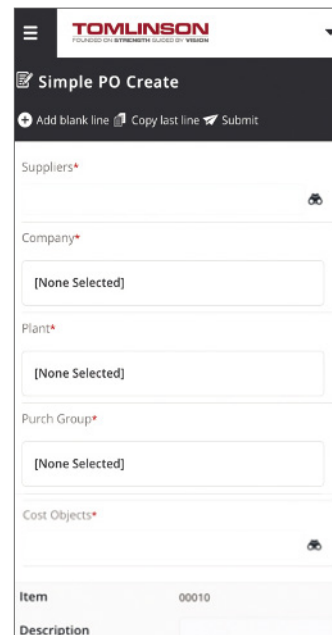 TOMLINSON
FOUNDED ON STRENGTH GUIDED BY VISION
Simple PO Create
Add blank line Copy last line Submit
Suppliers*
Company*
[None Selected]
Plant*
[None Selected]
Purch Group*
[None Selected]
Cost Objects*
Item 00010
Description